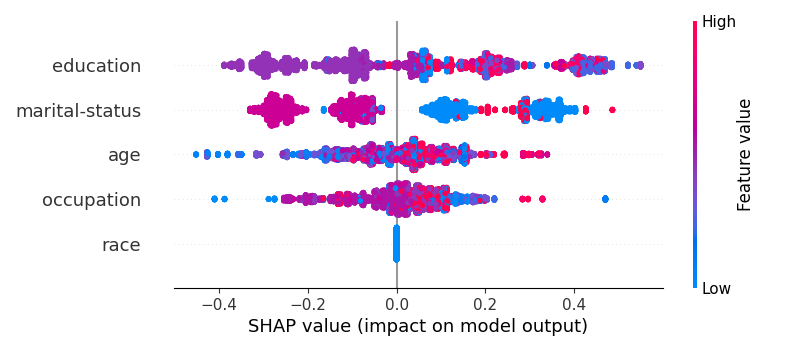 High
education
marital-status
age
occupation
race
Feature value
Low
−0.4 −0.2 0.0 0.2 0.4
SHAP value (impact on model output)